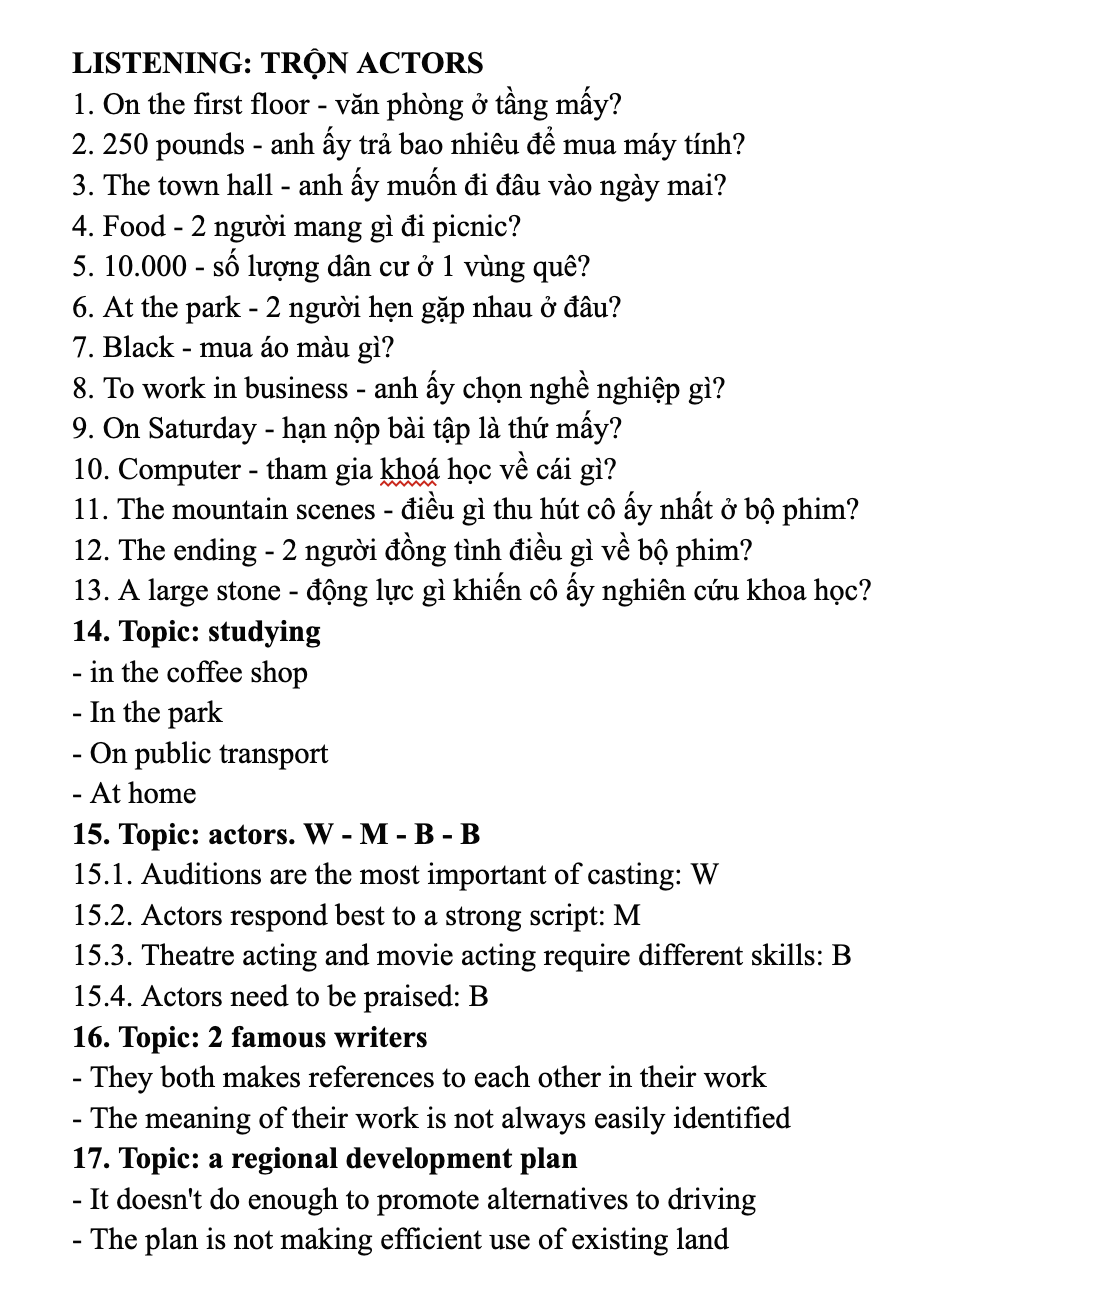 LISTENING: TRỘN ACTORS
1. On the first floor - văn phòng ở tầng mấy?
2. 250 pounds - anh ấy trả bao nhiêu để mua máy tính?
3. The town hall - anh ấy muốn đi đâu vào ngày mai?
4. Food - 2 người mang gì đi picnic?
5. 10.000 - số lượng dân cư ở 1 vùng quê?
6. At the park - 2 người hẹn gặp nhau ở đâu?
7. Black - mua áo màu gì?
8. To work in business - anh ấy chọn nghề nghiệp gì?
9. On Saturday - hạn nộp bài tập là thứ mấy?
10. Computer - tham gia khoá học về cái gì?
11. The mountain scenes - điều gì thu hút cô ấy nhất ở bộ phim?
12. The ending - 2 người đồng tình điều gì về bộ phim?
13. A large stone - động lực gì khiến cô ấy nghiên cứu khoa học?
14. Topic: studying
- in the coffee shop
- In the park
- On public transport
- At home
15. Topic: actors. W - M - B - B
15.1. Auditions are the most important of casting: W
15.2. Actors respond best to a strong script: M
15.3. Theatre acting and movie acting require different skills: B
15.4. Actors need to be praised: B
16. Topic: 2 famous writers
- They both makes references to each other in their work
- The meaning of their work is not always easily identified
17. Topic: a regional development plan
- It doesn't do enough to promote alternatives to driving
- The plan is not making efficient use of existing land